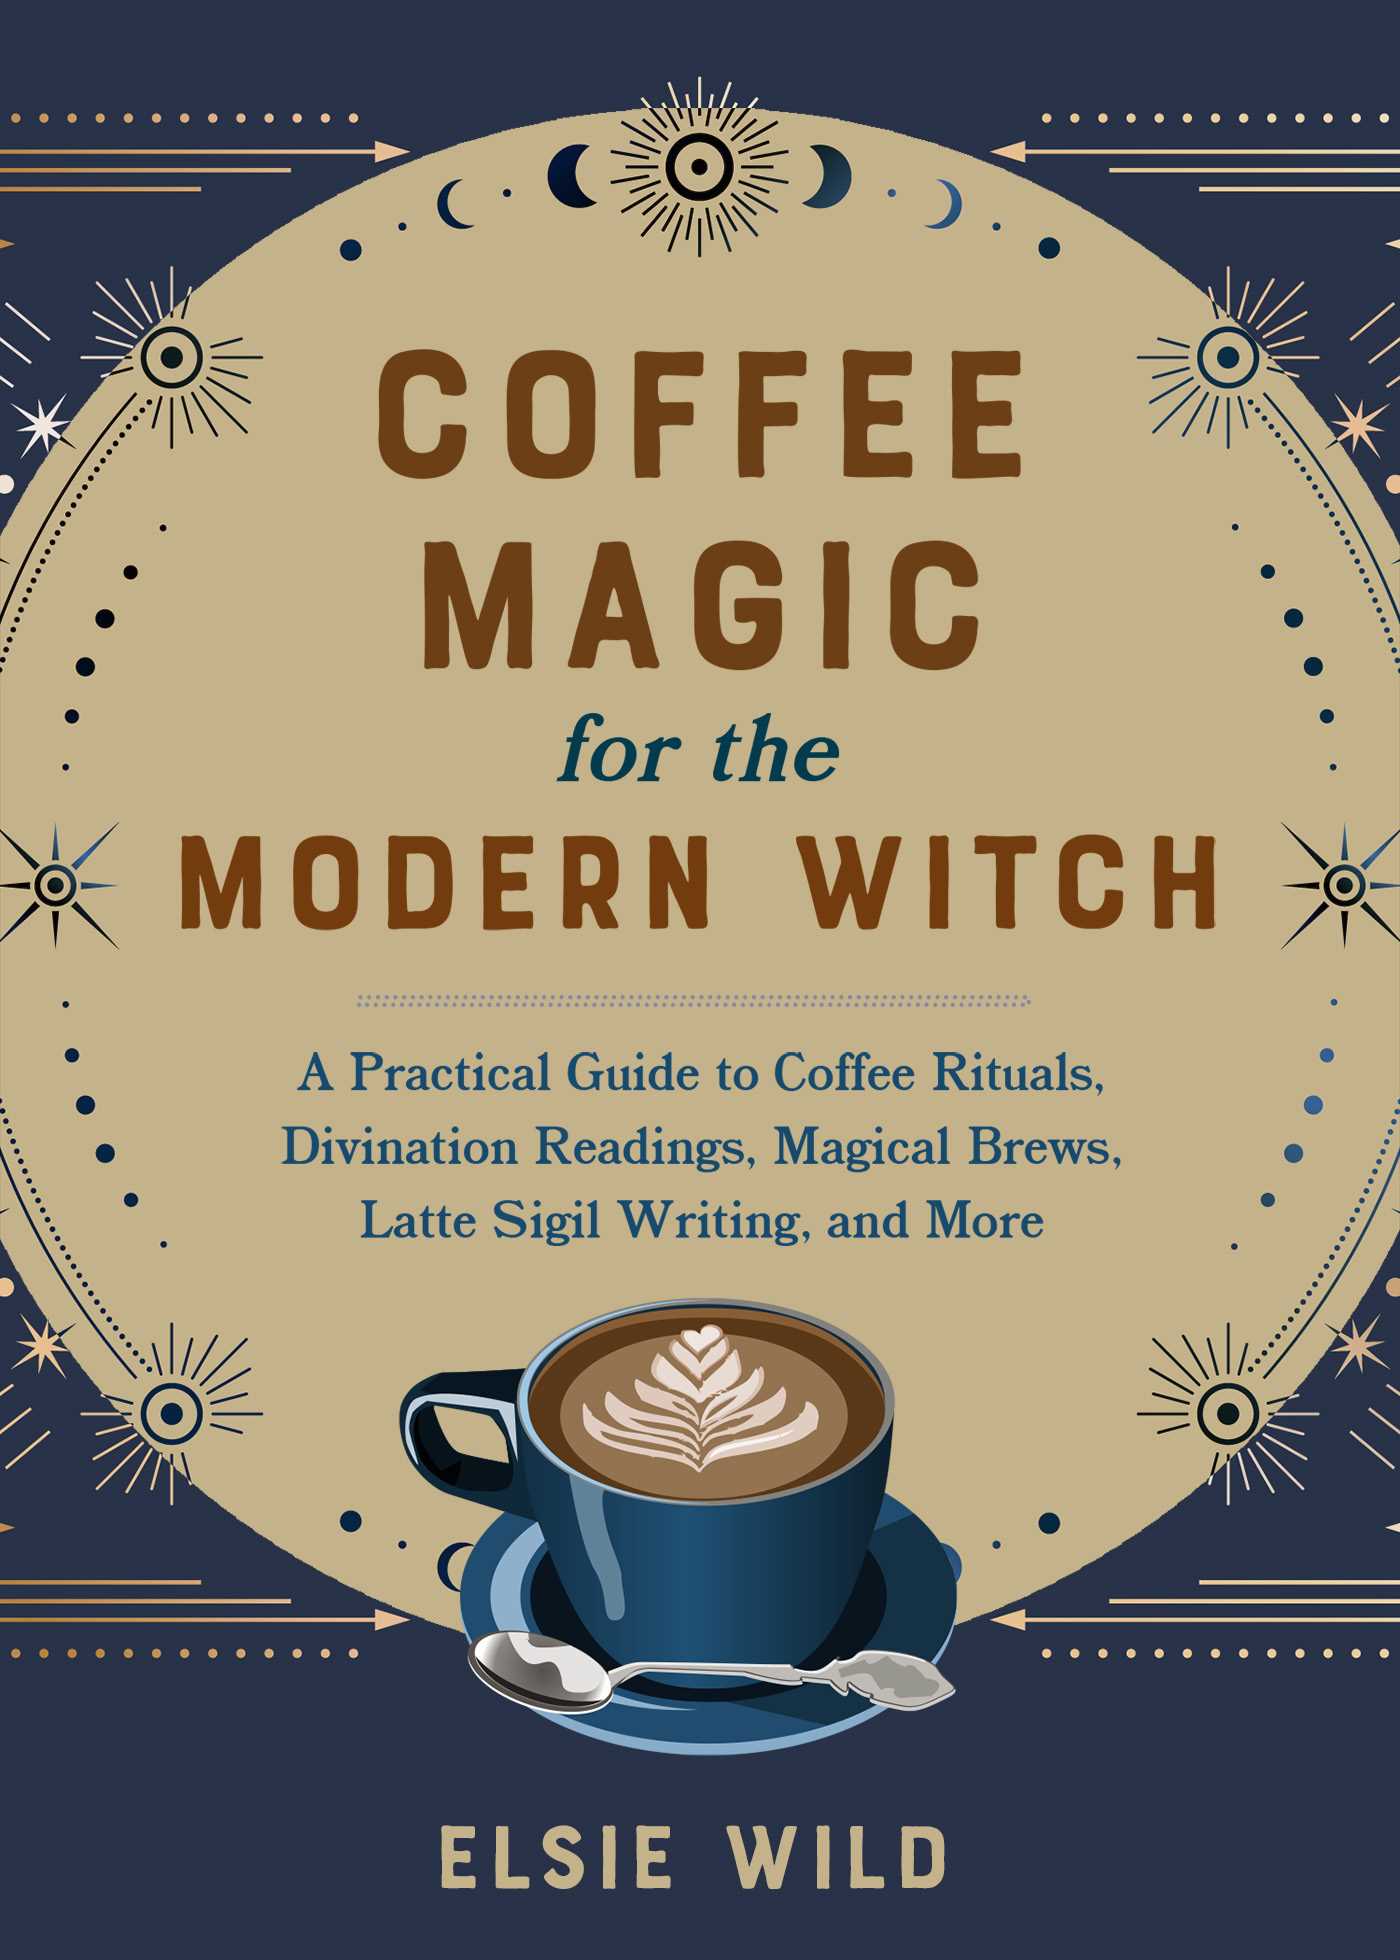 COFFEE
MAGIC
for the
MODERN WITCH
A Practical Guide to Coffee Rituals,
Divination Readings, Magical Brews,
Latte Sigil Writing, and More
ELSIE WILD